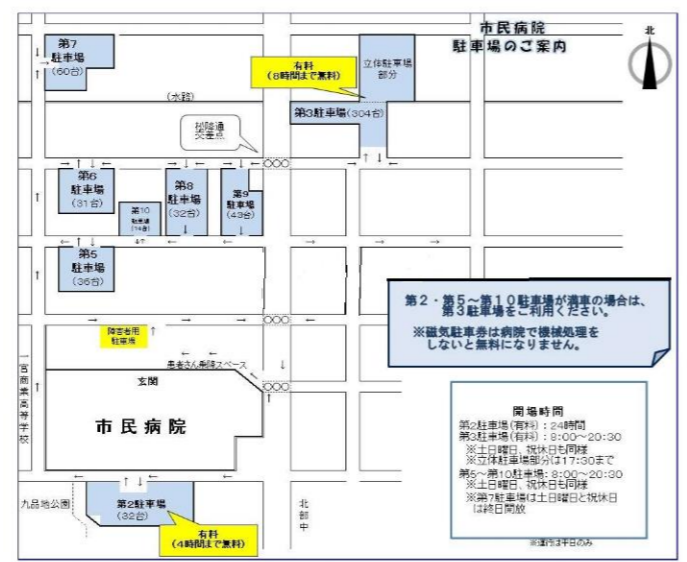 市民病院
駐車場のご案内
北
第7
駐車場
(60台)
有料
(8時間まで無料)
立体駐車場
部分
(水路)
第3駐車場(304台)
松降通
交差点
第6
駐車場
(31台)
第10
駐車場
(14台)
第8
駐車場
(32台)
第9
駐車場
(43台)
第5
駐車場
(36台)
第2・第5～第10駐車場が満車の場合は、
第3駐車場をご利用ください。
※磁気駐車券は病院で機械処理を
しないと無料になりません。
障害者用
駐車場
患者さん乗降スペース
玄関
市民病院
一宮商業高等学校
開場時間
第2駐車場(有料)：24時間
第3駐車場(有料)：8:00～20:30
※土日曜日、祝休日も同様
※立体駐車場部分は17:30まで
第5～第10駐車場：8:00～20:30
※土日曜日、祝休日も同様
※第7駐車場は土日曜日と祝休日
は終日開放
九品地公園
第2駐車場
(32台)
有料
(4時間まで無料)
北部中